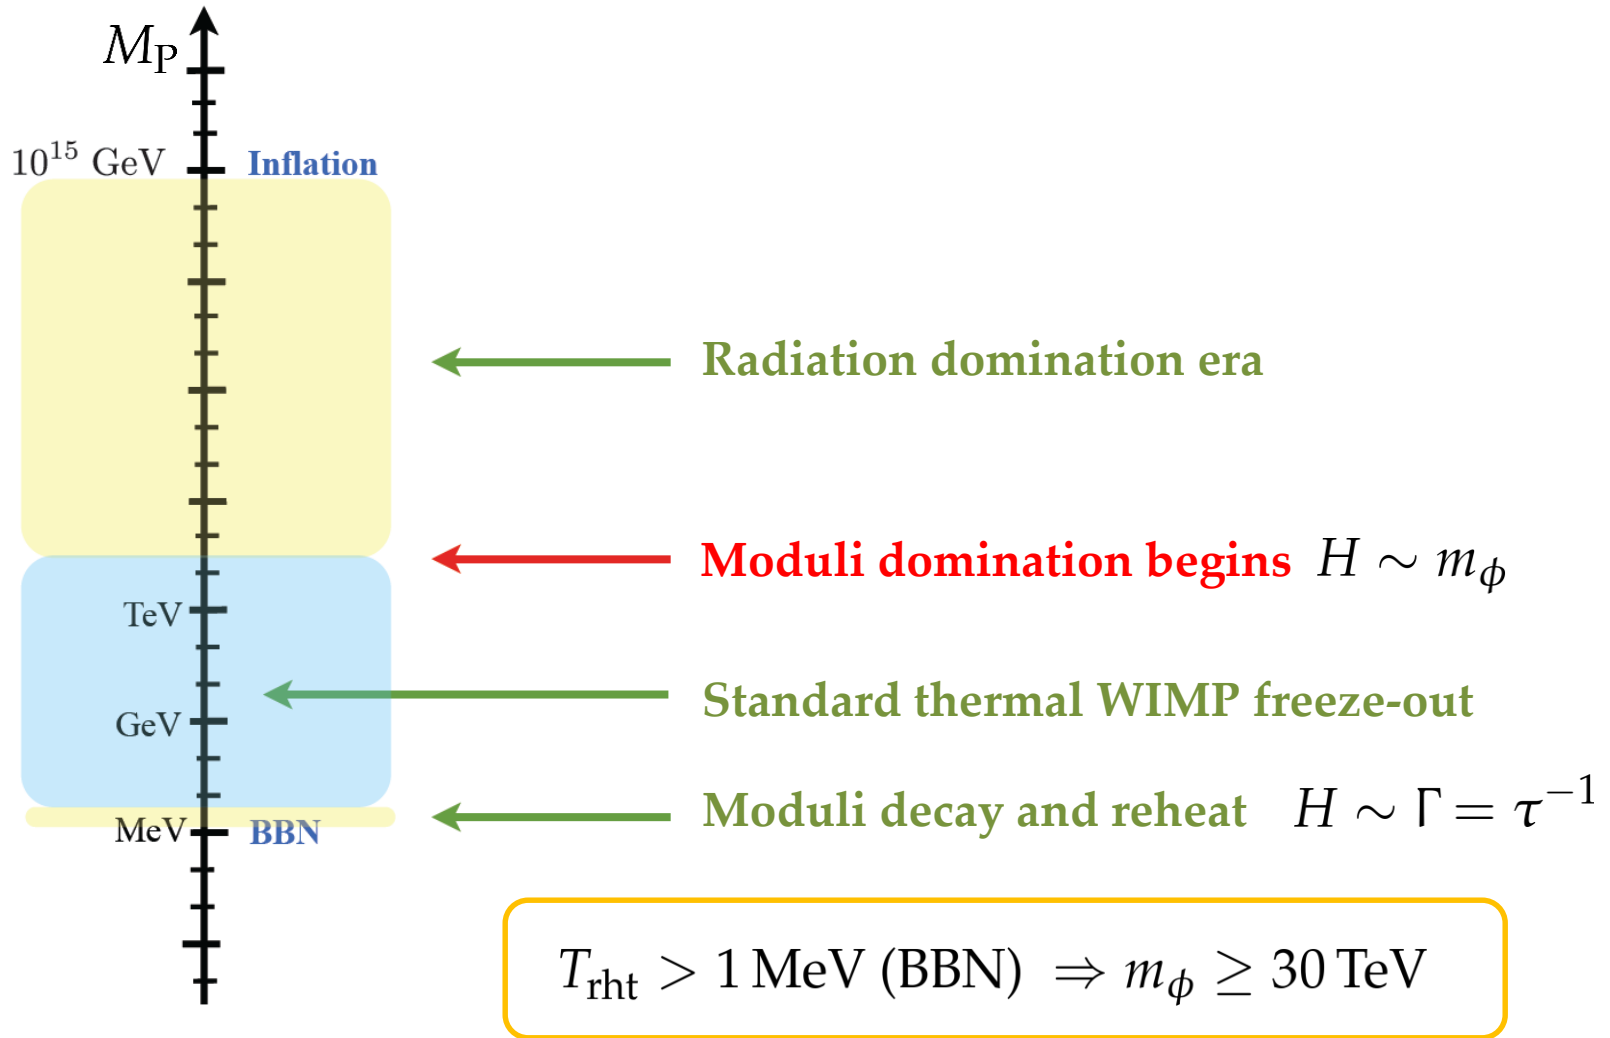 M_P
10^15 GeV Inflation
Radiation domination era
Moduli domination begins H ∼ m_ϕ
TeV
Standard thermal WIMP freeze-out
GeV
Moduli decay and reheat H ∼ Γ = τ^−1
MeV BBN
T_rht > 1 MeV (BBN) ⇒ m_ϕ ≥ 30 TeV